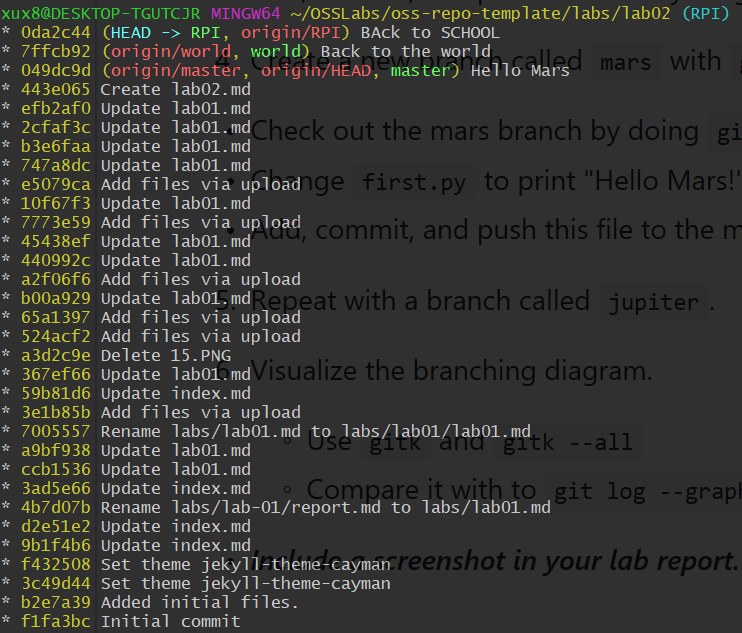 xux8@DESKTOP-TGUTCJR MINGW64 ~/OSSLabs/oss-repo-template/labs/lab02 (RPI)
* 0da2c44 (HEAD -> RPI, origin/RPI) BAck to SCHOOL
* 7ffcb92 (origin/world, world) Back to the world
4. Create a new branch called mars with
* 049dc9d (origin/master, origin/HEAD, master) Hello Mars
* 443e065 Create lab02.md
* efb2af0 Update lab01.md
* 2cfaf3c Update lab01.md
Check out the mars branch by doing gi
* b3e6faa Update lab01.md
* 747a8dc Update lab01.md
* e5079ca Add files via upload
Change first.py to print "Hello Mars!"
* 10f67f3 Update lab01.md
* 7773e59 Add files via upload
Add, commit, and push this file to the m
* 45438ef Update lab01.md
* 440992c Update lab01.md
* a2f06f6 Add files via upload
* b00a929 Update lab01.md
5. Repeat with a branch called jupiter.
* 65a1397 Add files via upload
* 524acf2 Add files via upload
* a3d2c9e Delete 15.PNG
* 367ef66 Update lab01.md
6. Visualize the branching diagram.
* 59b81d6 Update index.md
* 3e1b85b Add files via upload
* 7005557 Rename labs/lab01.md to labs/lab01/lab01.md
Use gitk and gitk --all
* a9bf938 Update lab01.md
* ccb1536 Update lab01.md
* 3ad5e66 Update index.md
Compare it with to git log --graph
* 4b7d07b Rename labs/lab-01/report.md to labs/lab01.md
* d2e51e2 Update index.md
* 9b1f4b6 Update index.md
Include a screenshot in your lab report.
* f432508 Set theme jekyll-theme-cayman
* 3c49d44 Set theme jekyll-theme-cayman
* b2e7a39 Added initial files.
* f1fa3bc Initial commit